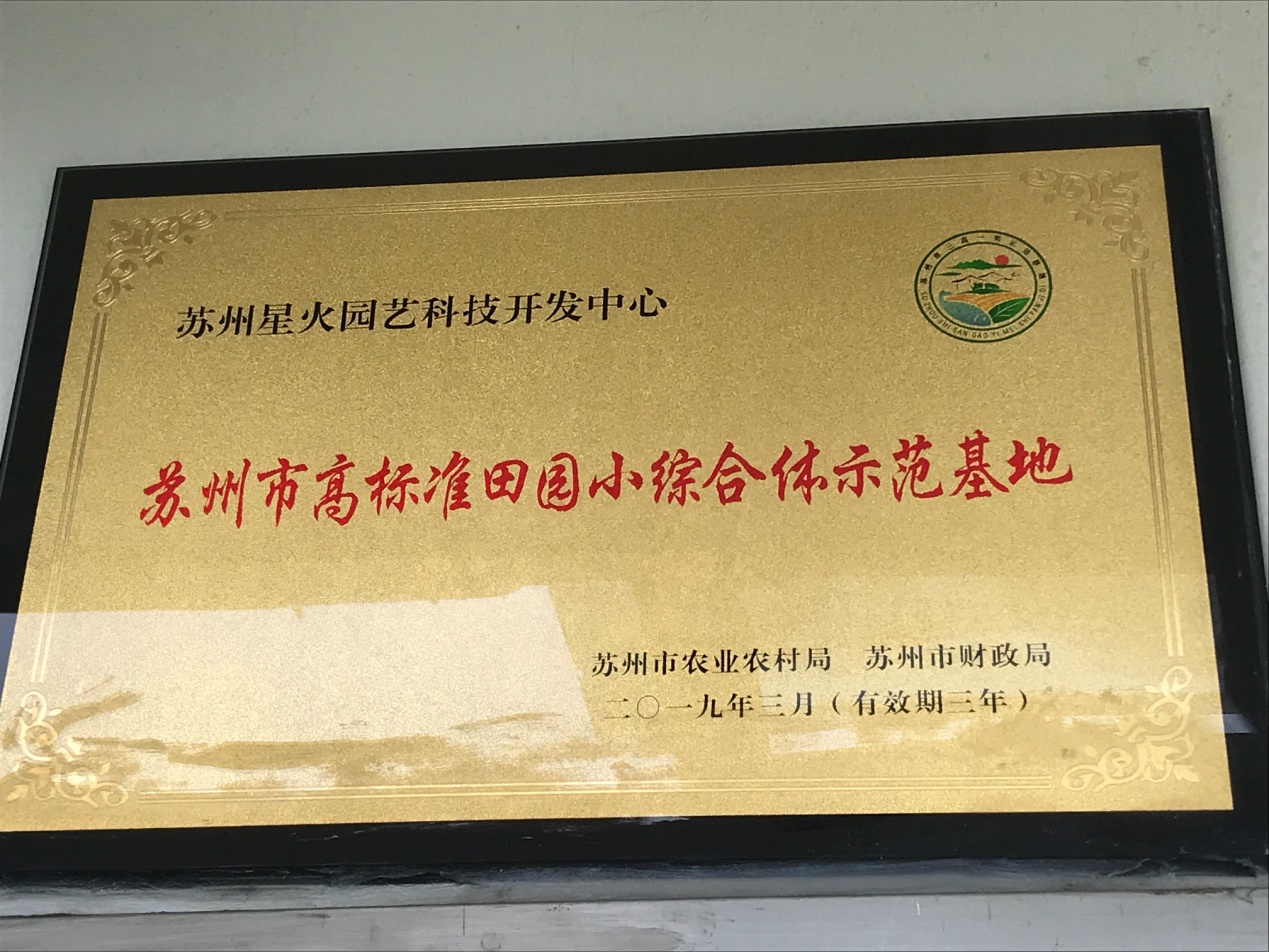 苏州星火园艺科技开发中心
苏州市高标准田园小综合体示范基地
苏州市农业农村局 苏州市财政局
二〇一九年三月（有效期三年）